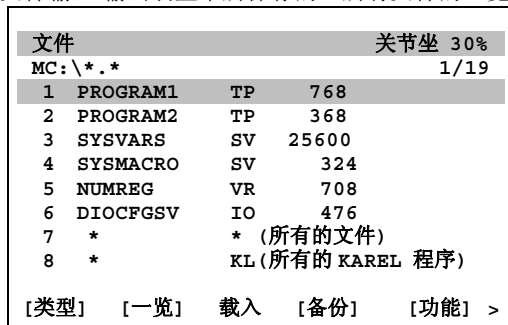 文件 关节坐 30%
MC:\*.* 1/19
1 PROGRAM1 TP 768
2 PROGRAM2 TP 368
3 SYSVARS SV 25600
4 SYSMACRO SV 324
5 NUMREG VR 708
6 DIOCFGSV IO 476
7 * * (所有的文件)
8 * KL(所有的 KAREL 程序)
[类型] [一览] 载入 [备份] [功能] >